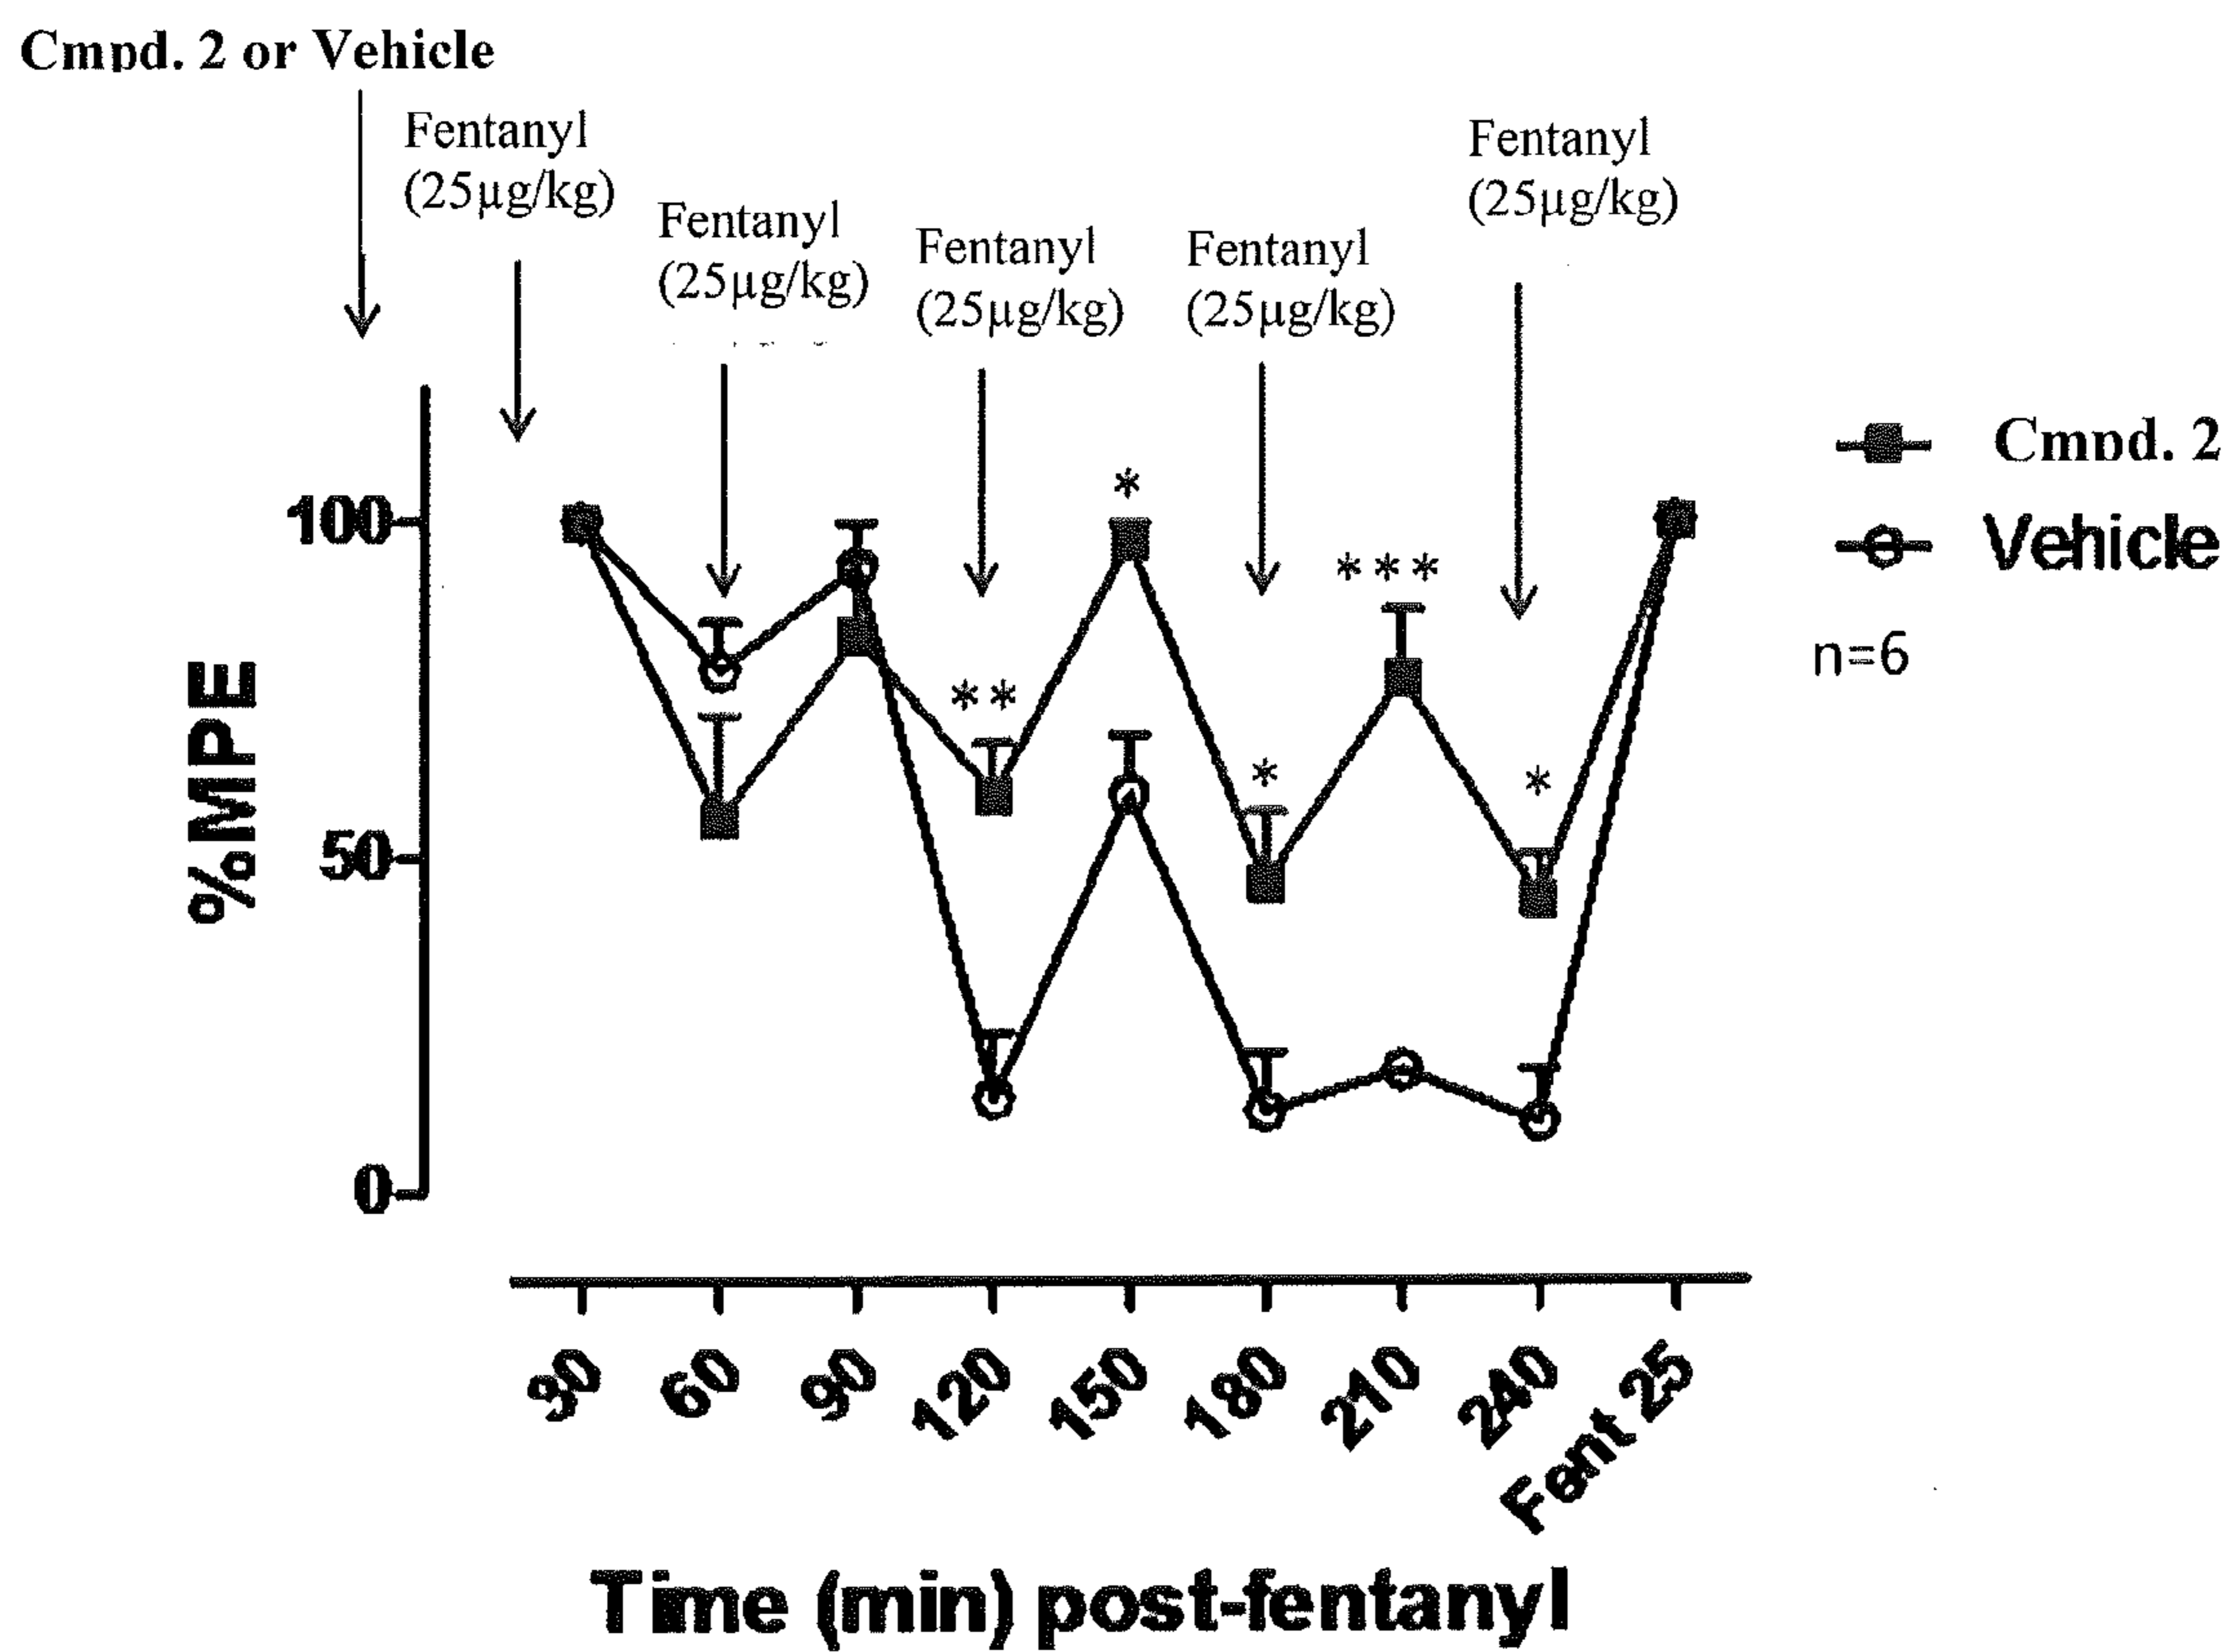 Cmpd. 2 or Vehicle
Fentanyl
(25µg/kg)
Fentanyl
(25µg/kg)
Fentanyl
(25µg/kg)
Fentanyl
(25µg/kg)
Fentanyl
(25µg/kg)
Cmpd. 2
Vehicle
n=6
%MPE
100
50
0
*
**
*
*
***
*
30
60
90
120
150
180
210
240
Fent 25
Time (min) post-fentanyl